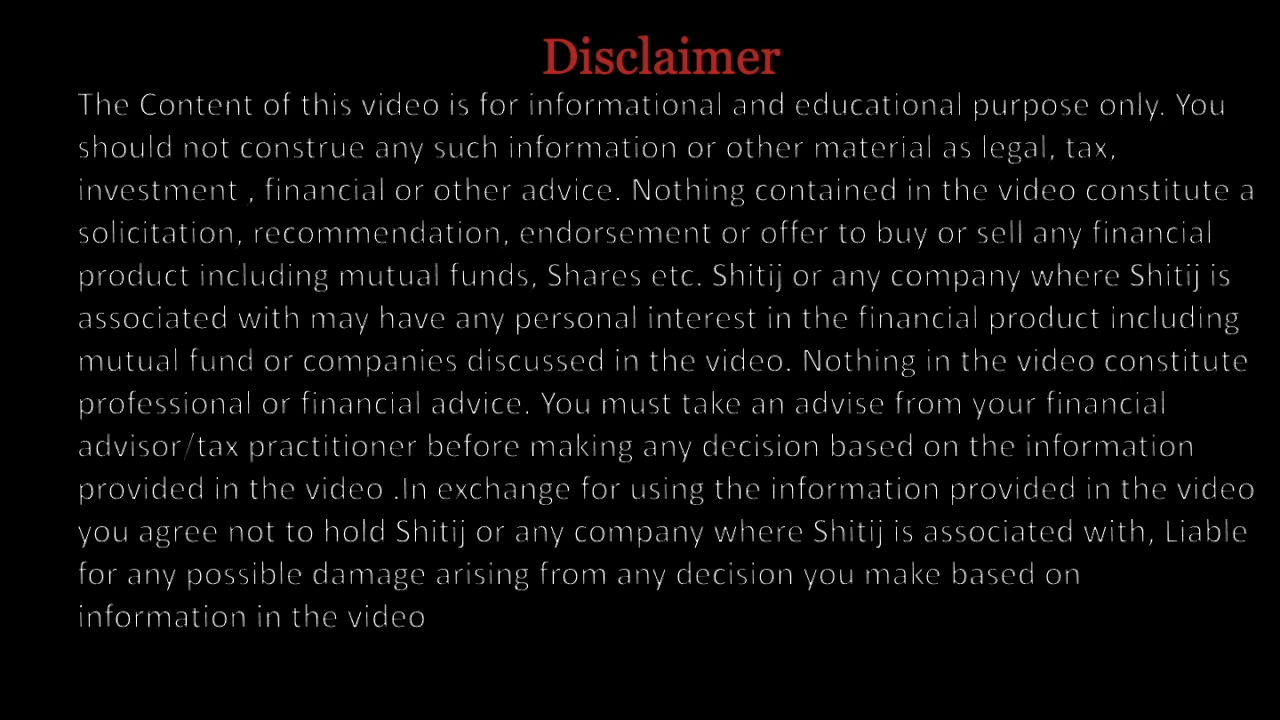 Disclaimer
The Content of this video is for informational and educational purpose only. You
should not construe any such information or other material as legal, tax,
investment , financial or other advice. Nothing contained in the video constitute a
solicitation, recommendation, endorsement or offer to buy or sell any financial
product including mutual funds, Shares etc. Shitij or any company where Shitij is
associated with may have any personal interest in the financial product including
mutual fund or companies discussed in the video. Nothing in the video constitute
professional or financial advice. You must take an advise from your financial
advisor/tax practitioner before making any decision based on the information
provided in the video .In exchange for using the information provided in the video
you agree not to hold Shitij or any company where Shitij is associated with, Liable
for any possible damage arising from any decision you make based on
information in the video